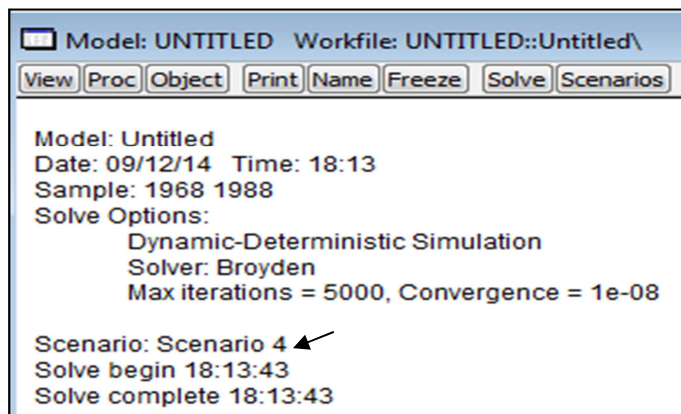 Model: UNTITLED Workfile: UNTITLED::Untitled\
View Proc Object Print Name Freeze Solve Scenarios
Model: Untitled
Date: 09/12/14 Time: 18:13
Sample: 1968 1988
Solve Options:
Dynamic-Deterministic Simulation
Solver: Broyden
Max iterations = 5000, Convergence = 1e-08
Scenario: Scenario 4
Solve begin 18:13:43
Solve complete 18:13:43